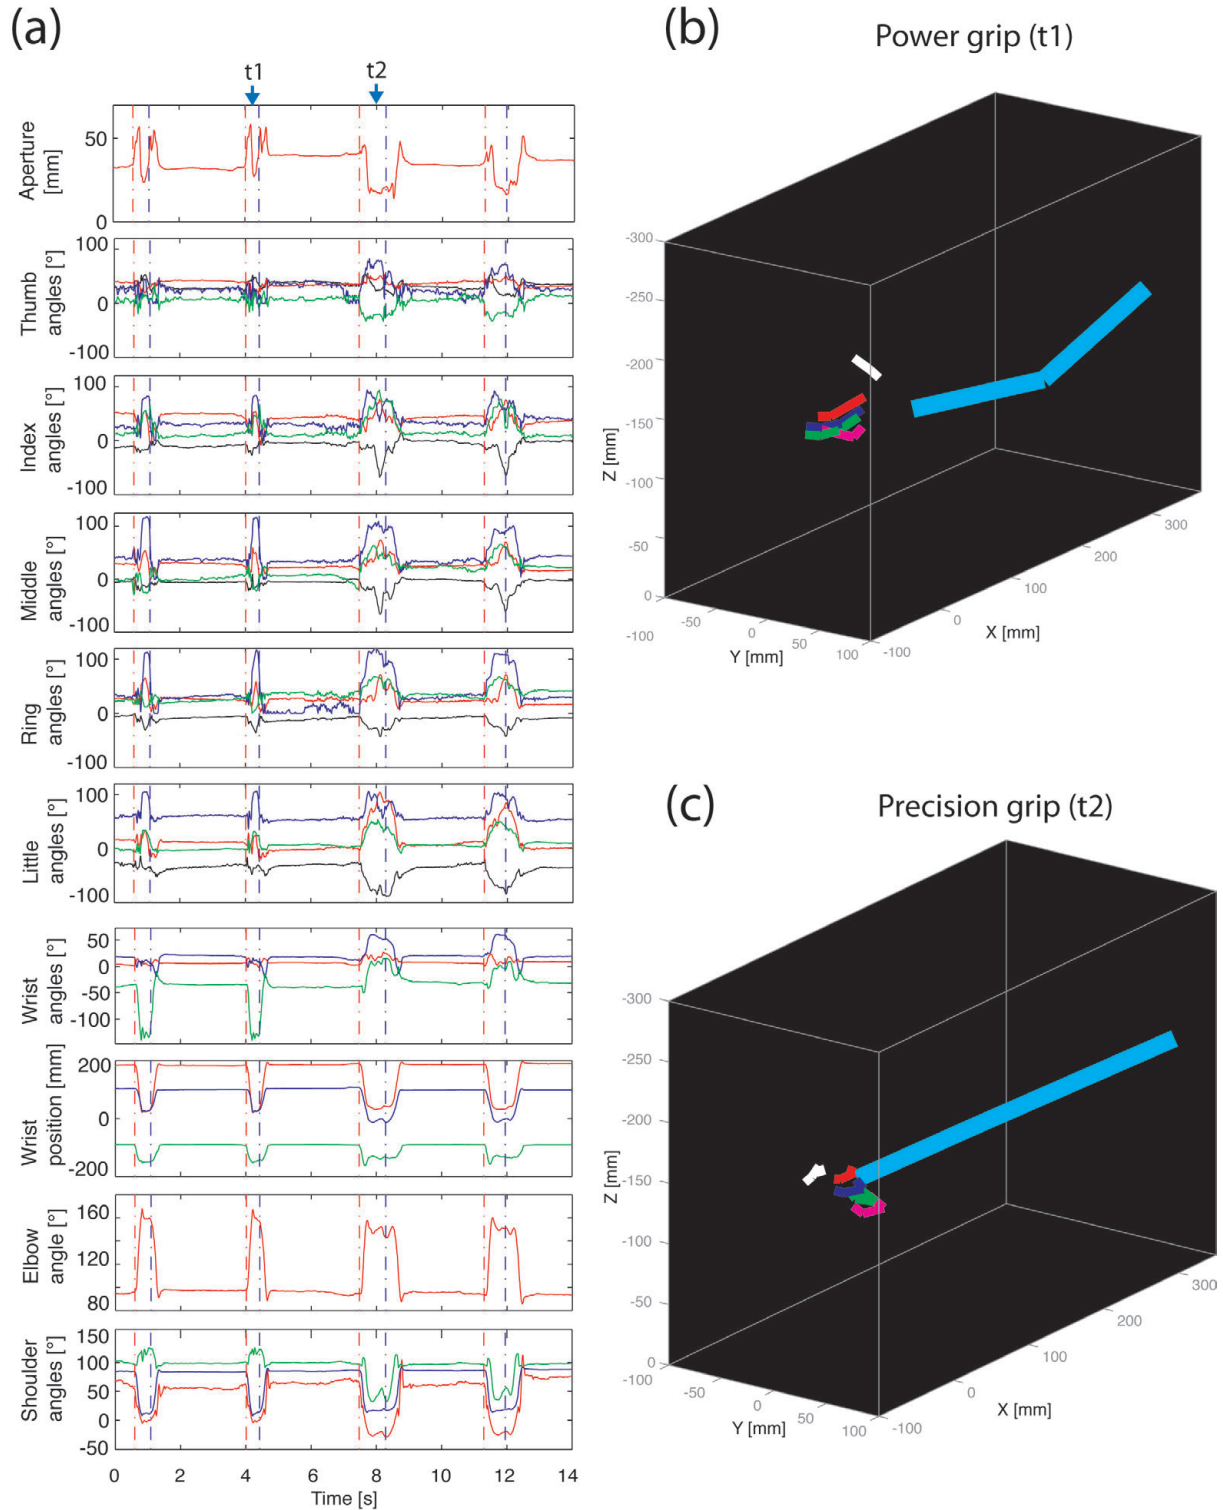 (a)
t1
t2
Aperture
[mm]
50
0
Thumb
angles [°]
100
0
-100
Index
angles [°]
100
0
-100
Middle
angles [°]
100
0
-100
Ring
angles [°]
100
0
-100
Little
angles [°]
100
0
-100
Wrist
angles [°]
50
0
-50
-100
Wrist
position [mm]
200
0
-200
Elbow
angle [°]
160
120
80
Shoulder
angles [°]
150
100
50
0
-50
0 2 4 6 8 10 12 14
Time [s]
(b)
Power grip (t1)
-300
-250
-200
-150
-100
-50
0
Z [mm]
-100 -50 0 50 100
Y [mm]
-100 0 100 200 300
X [mm]
(c)
Precision grip (t2)
-300
-250
-200
-150
-100
-50
0
Z [mm]
-100 -50 0 50 100
Y [mm]
-100 0 100 200 300
X [mm]